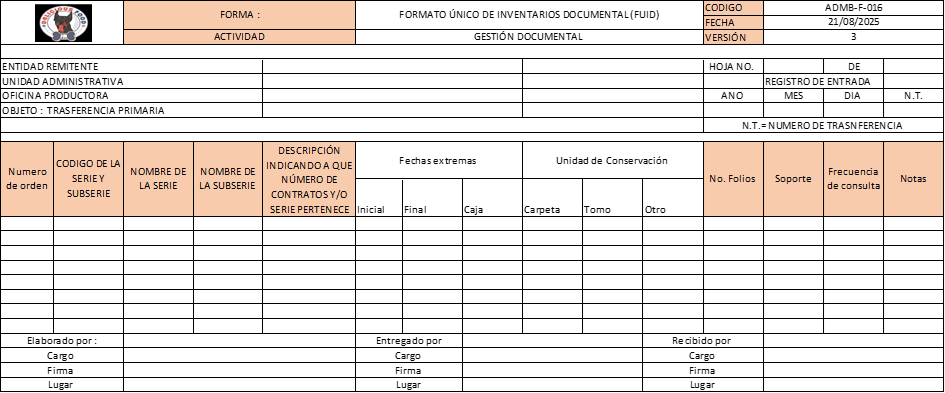 DELICIOUS FOOD
FORMA :
FORMATO ÚNICO DE INVENTARIOS DOCUMENTAL (FUID)
CODIGO
ADMB-F-016
FECHA
21/08/2025
ACTIVIDAD
GESTIÓN DOCUMENTAL
VERSIÓN
3
ENTIDAD REMITENTE
HOJA NO.
DE
UNIDAD ADMINISTRATIVA
REGISTRO DE ENTRADA
OFICINA PRODUCTORA
ANO
MES
DIA
N.T.
OBJETO : TRASFERENCIA PRIMARIA
N.T.= NUMERO DE TRASNFERENCIA
Numero de orden
CODIGO DE LA SERIE Y SUBSERIE
NOMBRE DE LA SERIE
NOMBRE DE LA SUBSERIE
DESCRIPCIÓN INDICANDO A QUE NÚMERO DE CONTRATOS Y/O SERIE PERTENECE
Fechas extremas
Unidad de Conservación
No. Folios
Soporte
Frecuencia de consulta
Notas
Inicial
Final
Caja
Carpeta
Tomo
Otro
Elaborado por :
Entregado por
Recibido por
Cargo
Cargo
Cargo
Firma
Firma
Firma
Lugar
Lugar
Lugar